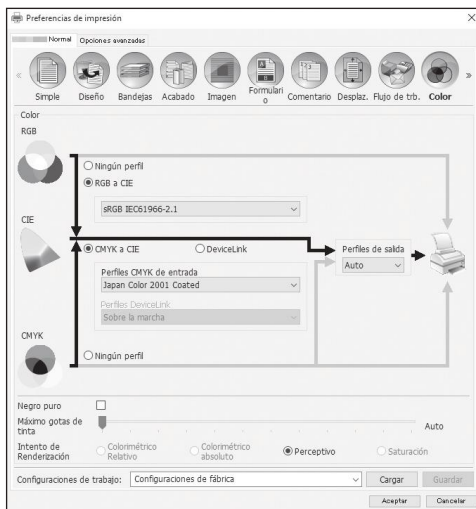 Preferencias de impresión
Normal Opciones avanzadas
« Simple Diseño Bandejas Acabado Imagen Formulari
o Comentario Desplaz. Flujo de trb. Color »
Color
RGB
Ningún perfil
RGB a CIE
sRGB IEC61966-2.1
CIE
CMYK a CIE DeviceLink Perfiles de salida
Auto
Perfiles CMYK de entrada
Japan Color 2001 Coated
Perfiles DeviceLink
Sobre la marcha
CMYK
Ningún perfil
Negro puro
Máximo gotas de
tinta
Auto
Intento de
Renderización
Colorimétrico
Relativo
Colorimétrico
absoluto
Perceptivo
Saturación
Configuraciones de trabajo: Configuraciones de fábrica Cargar Guardar
Aceptar Cancelar